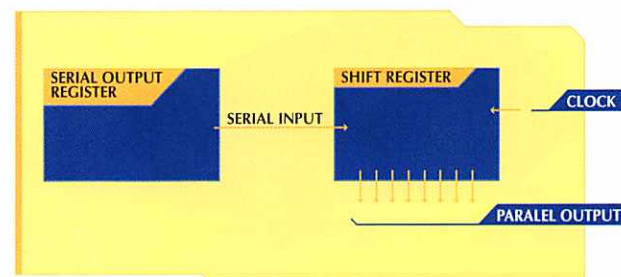 SERIAL OUTPUT
REGISTER
SHIFT REGISTER
SERIAL INPUT
CLOCK
PARALEL OUTPUT